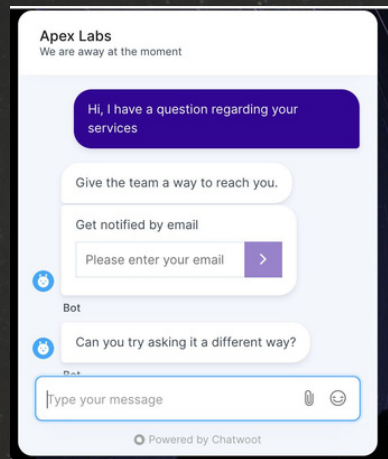 Apex Labs
We are away at the moment
Hi, I have a question regarding your
services
Give the team a way to reach you.
Get notified by email
Please enter your email
Bot
Can you try asking it a different way?
Bot
Type your message
Powered by Chatwoot